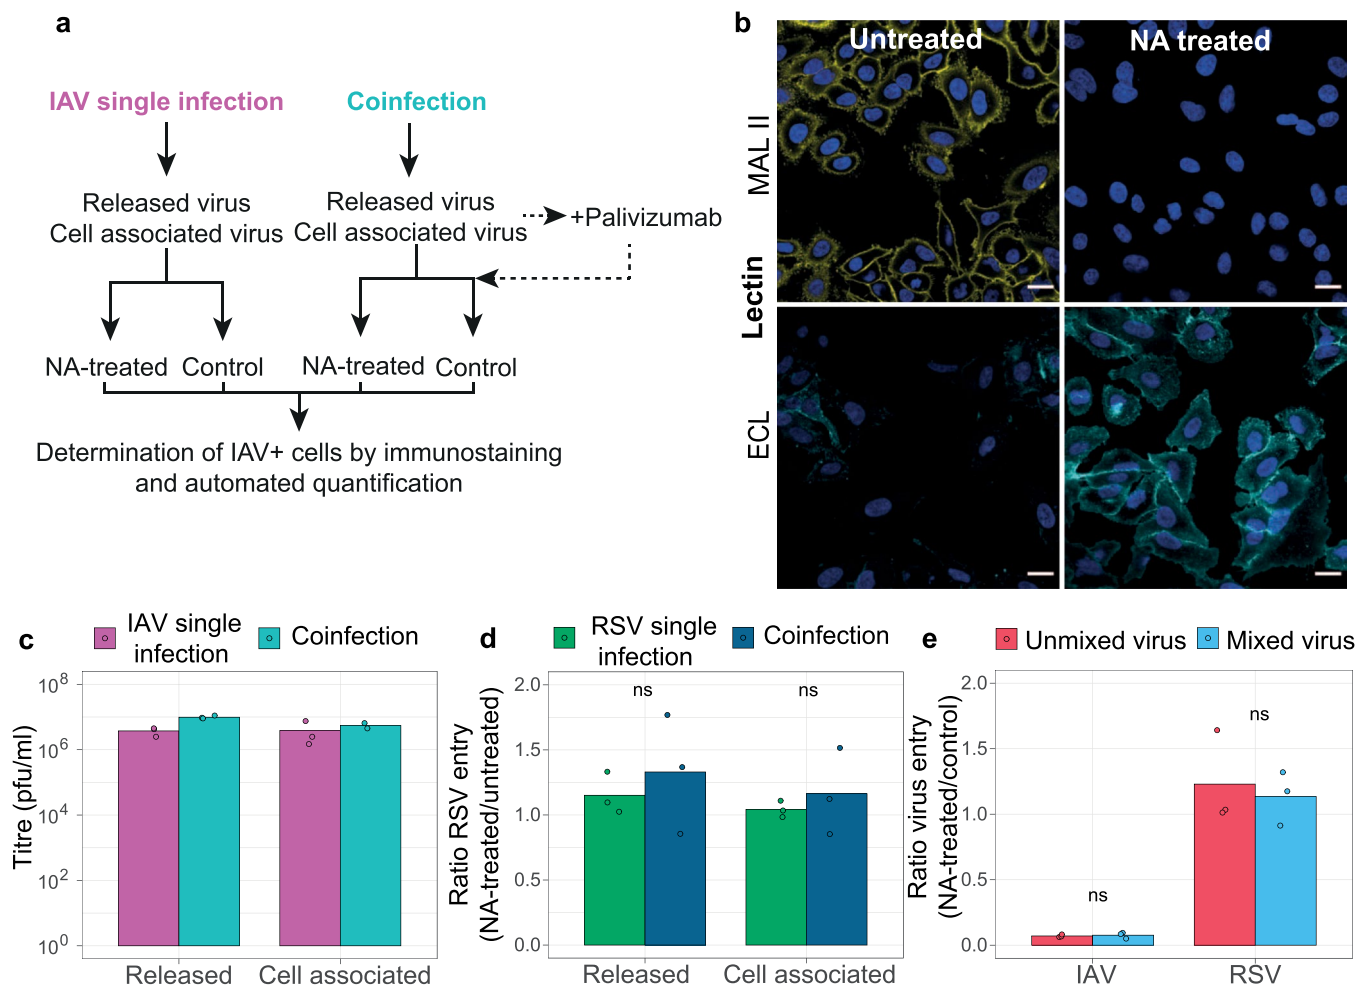 a
IAV single infection
Coinfection
Released virus
Cell associated virus
Released virus
Cell associated virus
+Palivizumab
NA-treated
Control
NA-treated
Control
Determination of IAV+ cells by immunostaining
and automated quantification
b
Untreated
NA treated
Lectin
MAL II
ECL
c
IAV single
infection
Coinfection
Titre (pfu/ml)
10^8
10^6
10^4
10^2
10^0
Released
Cell associated
d
RSV single
infection
Coinfection
Ratio RSV entry
(NA-treated/untreated)
2.0
1.5
1.0
0.5
0.0
ns
ns
Released
Cell associated
e
Unmixed virus
Mixed virus
Ratio virus entry
(NA-treated/control)
2.0
1.5
1.0
0.5
0.0
ns
ns
IAV
RSV